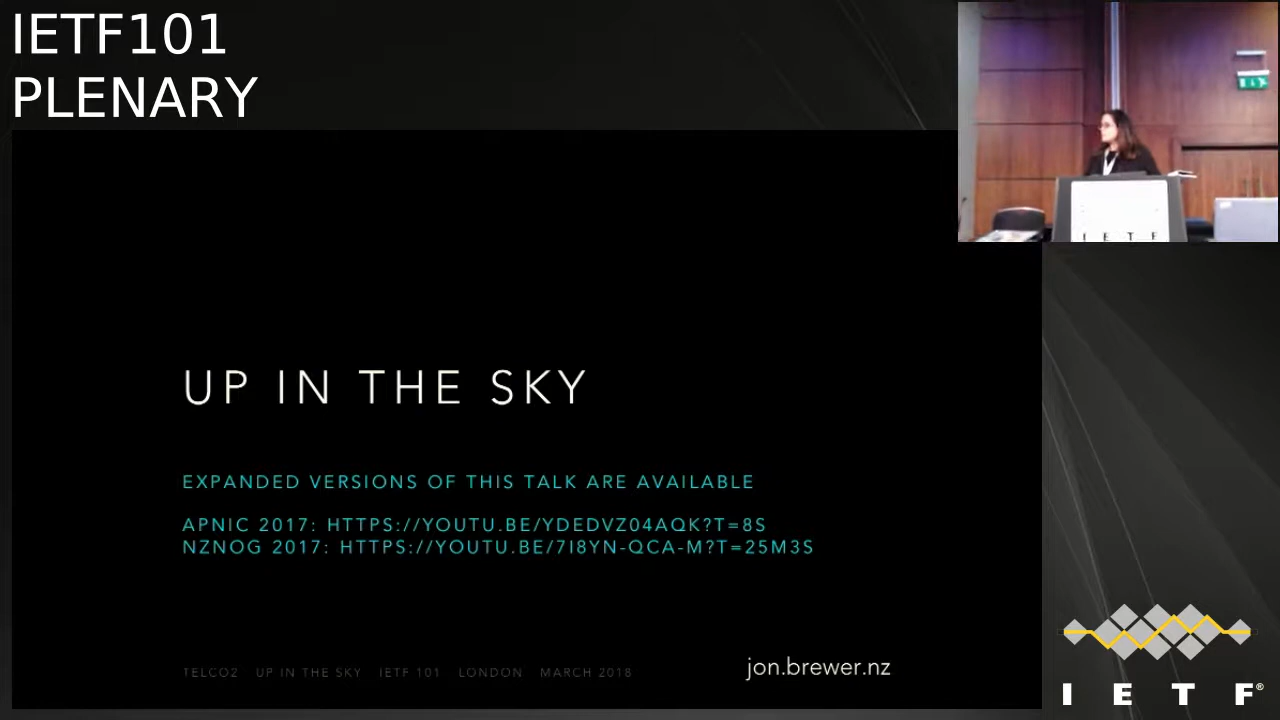 IETF101
PLENARY
UP IN THE SKY
EXPANDED VERSIONS OF THIS TALK ARE AVAILABLE
APNIC 2017: HTTPS://YOUTU.BE/YDEDVZ04AQK?T=8S
NZNOG 2017: HTTPS://YOUTU.BE/7I8YN-QCA-M?T=25M3S
TELCO2 UP IN THE SKY IETF 101 LONDON MARCH 2018
jon.brewer.nz
IETF
I E T F®